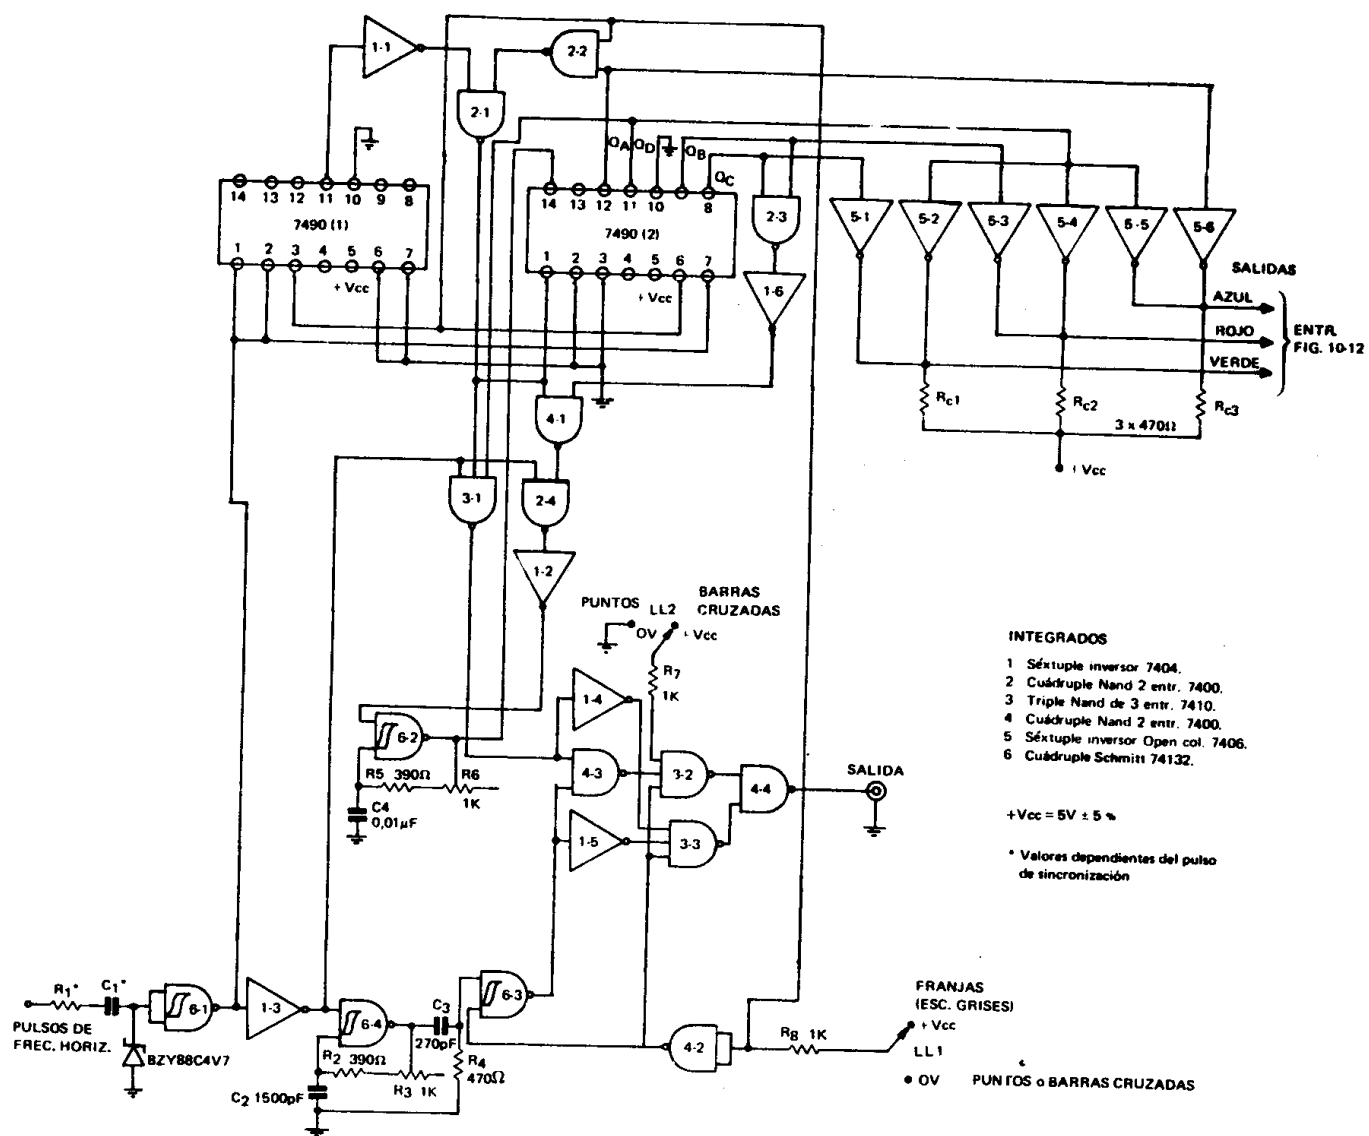 1-1
2-2
2-1
QA
QD
QB
QC
14 13 12 11 10 9 8
7490 (1)
1 2 3 4 5 6 7
+ Vcc
14 13 12 11 10 8
7490 (2)
1 2 3 4 5 6 7
+ Vcc
2-3
1-6
5-1
5-2
5-3
5-4
5-5
5-6
SALIDAS
AZUL
ROJO
VERDE
ENTR.
FIG. 10-12
Rc1
Rc2
Rc3
3 x 470Ω
+ Vcc
4-1
3-1
2-4
1-2
PUNTOS
LL2
BARRAS
CRUZADAS
OV
+ Vcc
R7
1K
1-4
6-2
R5 390Ω
R6
1K
C4
0,01µF
4-3
3-2
4-4
1-5
3-3
SALIDA
INTEGRADOS
1 Séxtuple inversor 7404.
2 Cuádruple Nand 2 entr. 7400.
3 Triple Nand de 3 entr. 7410.
4 Cuádruple Nand 2 entr. 7400.
5 Séxtuple inversor Open col. 7406.
6 Cuádruple Schmitt 74132.
+Vcc = 5V ± 5 %
* Valores dependientes del pulso
de sincronización
R1*
C1*
6-1
1-3
6-4
C3
270pF
6-3
PULSOS DE
FREC. HORIZ.
BZY88C4V7
R2 390Ω
R3 1K
R4
470Ω
C2 1500pF
4-2
R8 1K
FRANJAS
(ESC. GRISES)
+ Vcc
LL1
OV
PUNTOS o BARRAS CRUZADAS